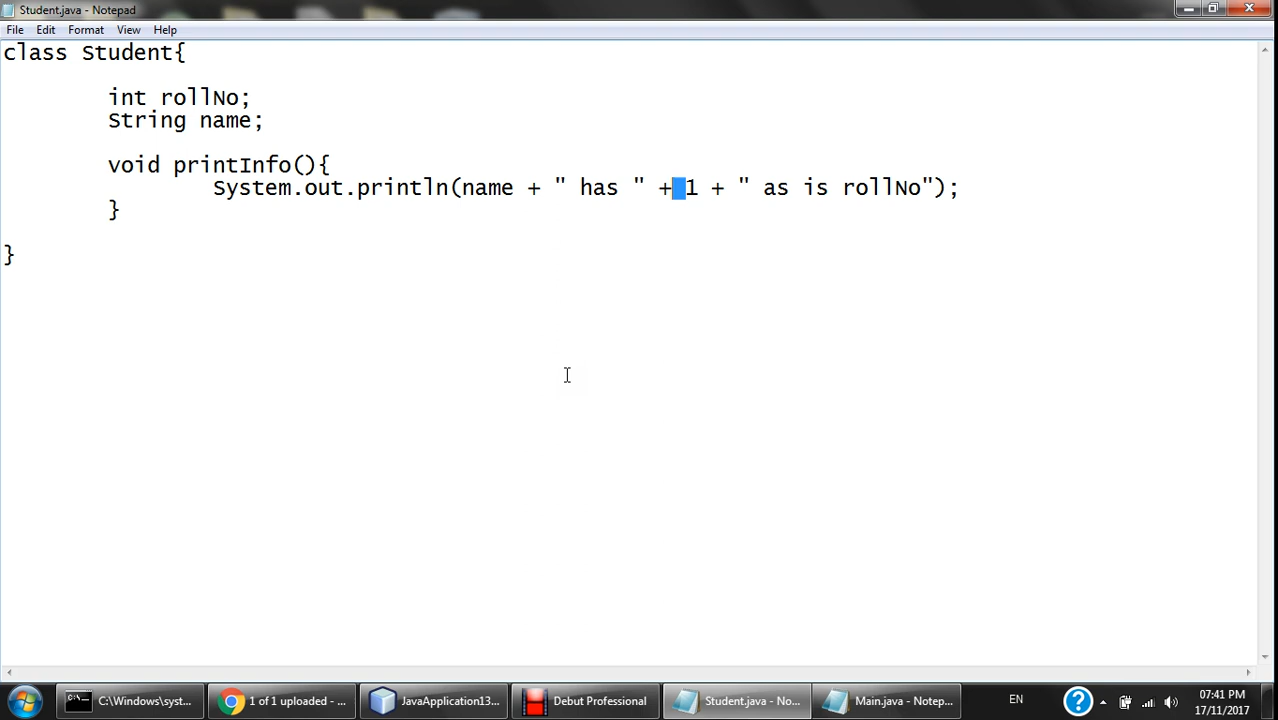 Student.java - Notepad
File Edit Format View Help
class Student{
int rollNo;
String name;
void printInfo(){
System.out.println(name + " has " + 1 + " as is rollNo");
}
}
C:\Windows\syst... 1 of 1 uploaded - ... JavaApplication13... Debut Professional Student.java - No... Main.java - Notep... EN ? 07:41 PM
17/11/2017